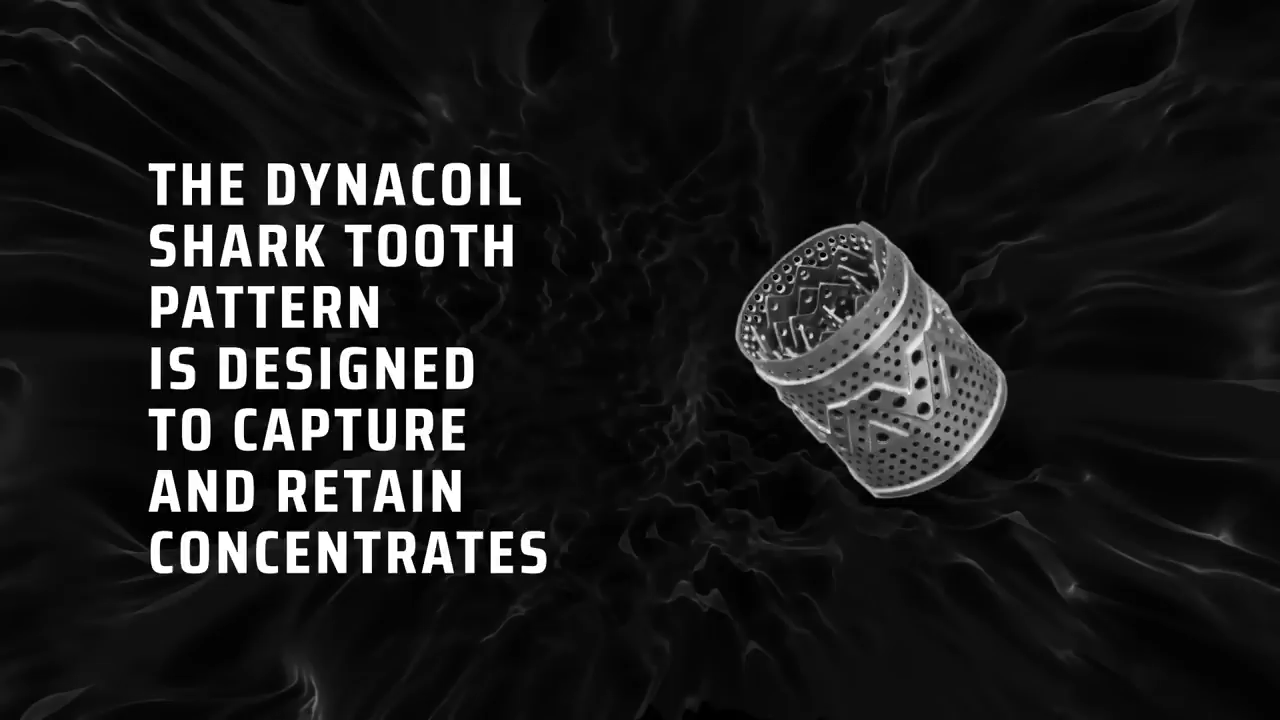 THE DYNACOIL
SHARK TOOTH
PATTERN
IS DESIGNED
TO CAPTURE
AND RETAIN
CONCENTRATES